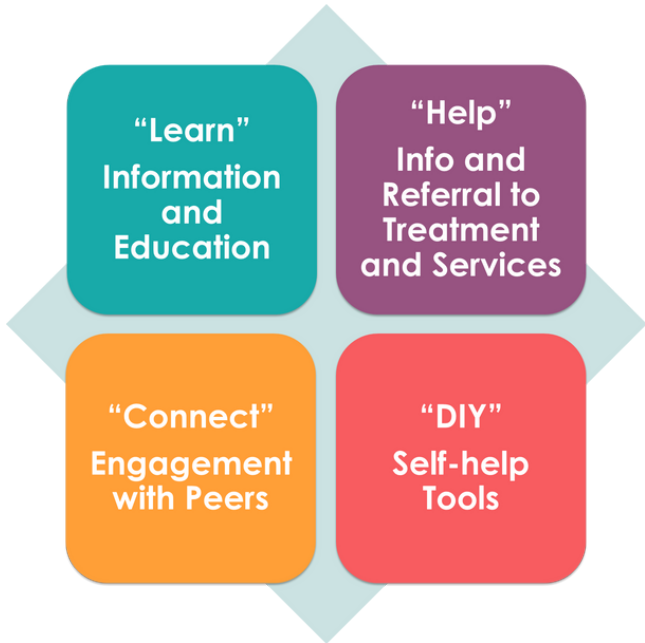 “Learn”
Information
and
Education
“Help”
Info and
Referral to
Treatment
and Services
“Connect”
Engagement
with Peers
“DIY”
Self-help
Tools